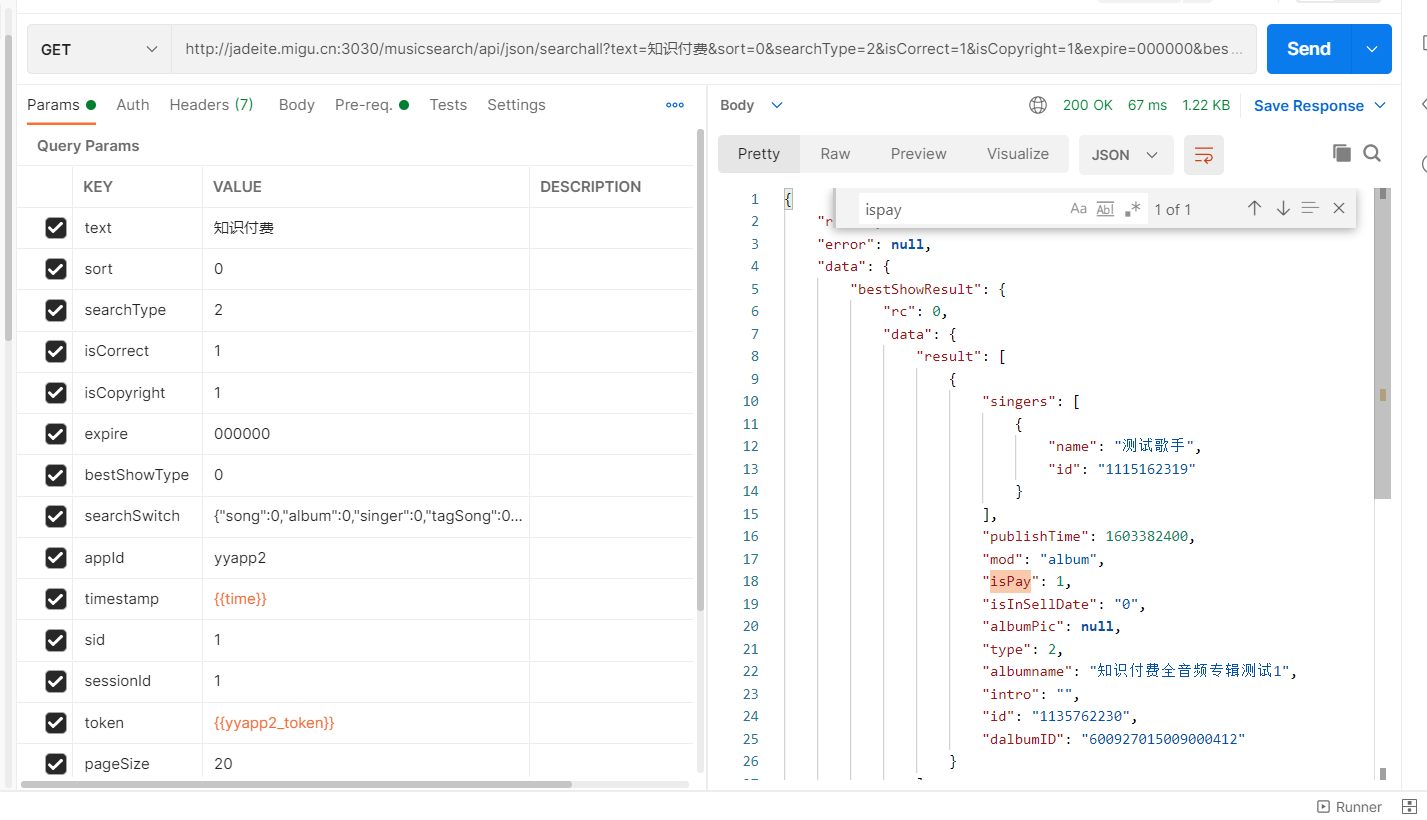 GET
http://jadeite.migu.cn:3030/musicsearch/api/json/searchall?text=知识付费&sort=0&searchType=2&isCorrect=1&isCopyright=1&expire=000000&bes ...
Send
Params
Auth
Headers (7)
Body
Pre-req.
Tests
Settings
Query Params
KEY VALUE DESCRIPTION
text 知识付费
sort 0
searchType 2
isCorrect 1
isCopyright 1
expire 000000
bestShowType 0
searchSwitch {"song":0,"album":0,"singer":0,"tagSong":0...
appId yyapp2
timestamp {{time}}
sid 1
sessionId 1
token {{yyapp2_token}}
pageSize 20
Body
200 OK 67 ms 1.22 KB Save Response
Pretty Raw Preview Visualize JSON
ispay Aa Abl .* 1 of 1
1 {
2 "r
3 "error": null,
4 "data": {
5 "bestShowResult": {
6 "rc": 0,
7 "data": {
8 "result": [
9 {
10 "singers": [
11 {
12 "name": "测试歌手",
13 "id": "1115162319"
14 }
15 ],
16 "publishTime": 1603382400,
17 "mod": "album",
18 "isPay": 1,
19 "isInSellDate": "0",
20 "albumPic": null,
21 "type": 2,
22 "albumname": "知识付费全音频专辑测试1",
23 "intro": "",
24 "id": "1135762230",
25 "dalbumID": "600927015009000412"
26 }
Runner